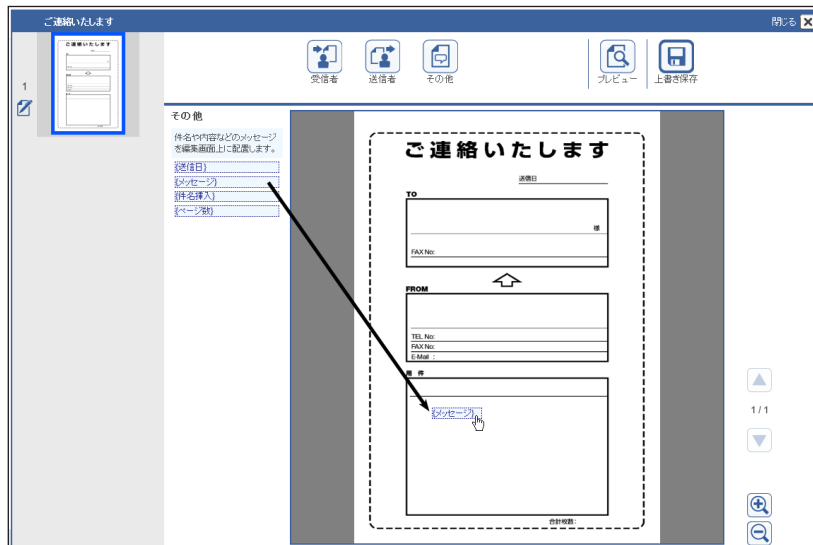 ご連絡いたします
閉じる
1
受信者
送信者
その他
プレビュー
上書き保存
その他
件名や内容などのメッセージ
を編集画面上に配置します。
{送信日}
{メッセージ}
{件名挿入}
{ページ数}
ご連絡いたします
送信日
TO
様
FAX No:
FROM
TEL No:
FAX No:
E-Mail :
用件
{メッセージ}
合計枚数:
1 / 1